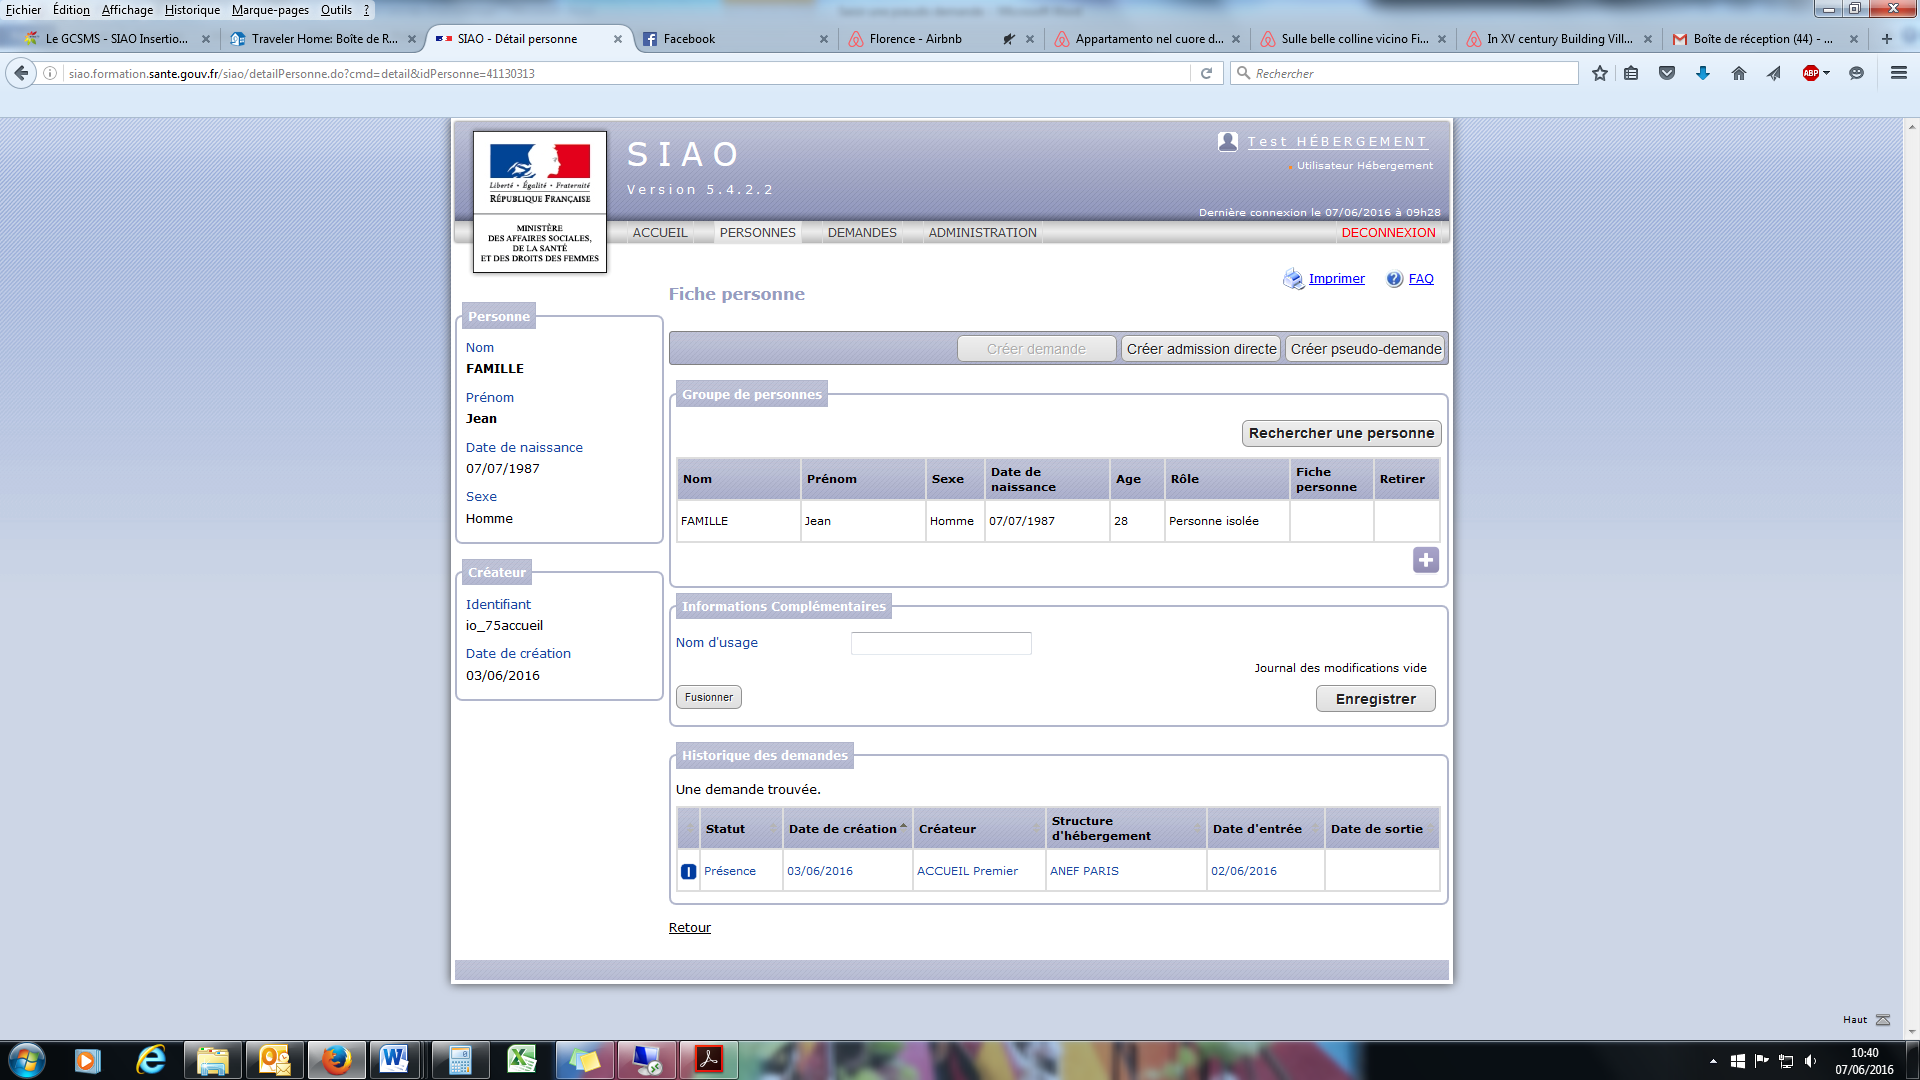 Fichier Édition Affichage Historique Marque-pages Outils ?
Le GCSMS - SIAO Insertio... Traveler Home: Boîte de R... SIAO - Détail personne Facebook Florence - Airbnb Appartamento nel cuore d... Sulle belle colline vicino Fi... In XV century Building Vill... Boîte de réception (44) - ...
siao.formation.sante.gouv.fr/siao/detailPersonne.do?cmd=detail&idPersonne=41130313 Rechercher ABP
Liberté • Égalité • Fraternité
RÉPUBLIQUE FRANÇAISE
MINISTÈRE
DES AFFAIRES SOCIALES,
DE LA SANTÉ
ET DES DROITS DES FEMMES
SIAO
Version 5.4.2.2
Test HÉBERGEMENT
Utilisateur Hébergement
Dernière connexion le 07/06/2016 à 09h28
ACCUEIL PERSONNES DEMANDES ADMINISTRATION DECONNEXION
Imprimer FAQ
Fiche personne
Personne
Nom
FAMILLE
Prénom
Jean
Date de naissance
07/07/1987
Sexe
Homme
Créateur
Identifiant
io_75accueil
Date de création
03/06/2016
Créer demande Créer admission directe Créer pseudo-demande
Groupe de personnes
Rechercher une personne
Nom Prénom Sexe Date de naissance Age Rôle Fiche personne Retirer
FAMILLE Jean Homme 07/07/1987 28 Personne isolée
Informations Complémentaires
Nom d'usage
Journal des modifications vide
Fusionner Enregistrer
Historique des demandes
Une demande trouvée.
Statut Date de création Créateur Structure d'hébergement Date d'entrée Date de sortie
I Présence 03/06/2016 ACCUEIL Premier ANEF PARIS 02/06/2016
Retour
Haut
10:40
07/06/2016